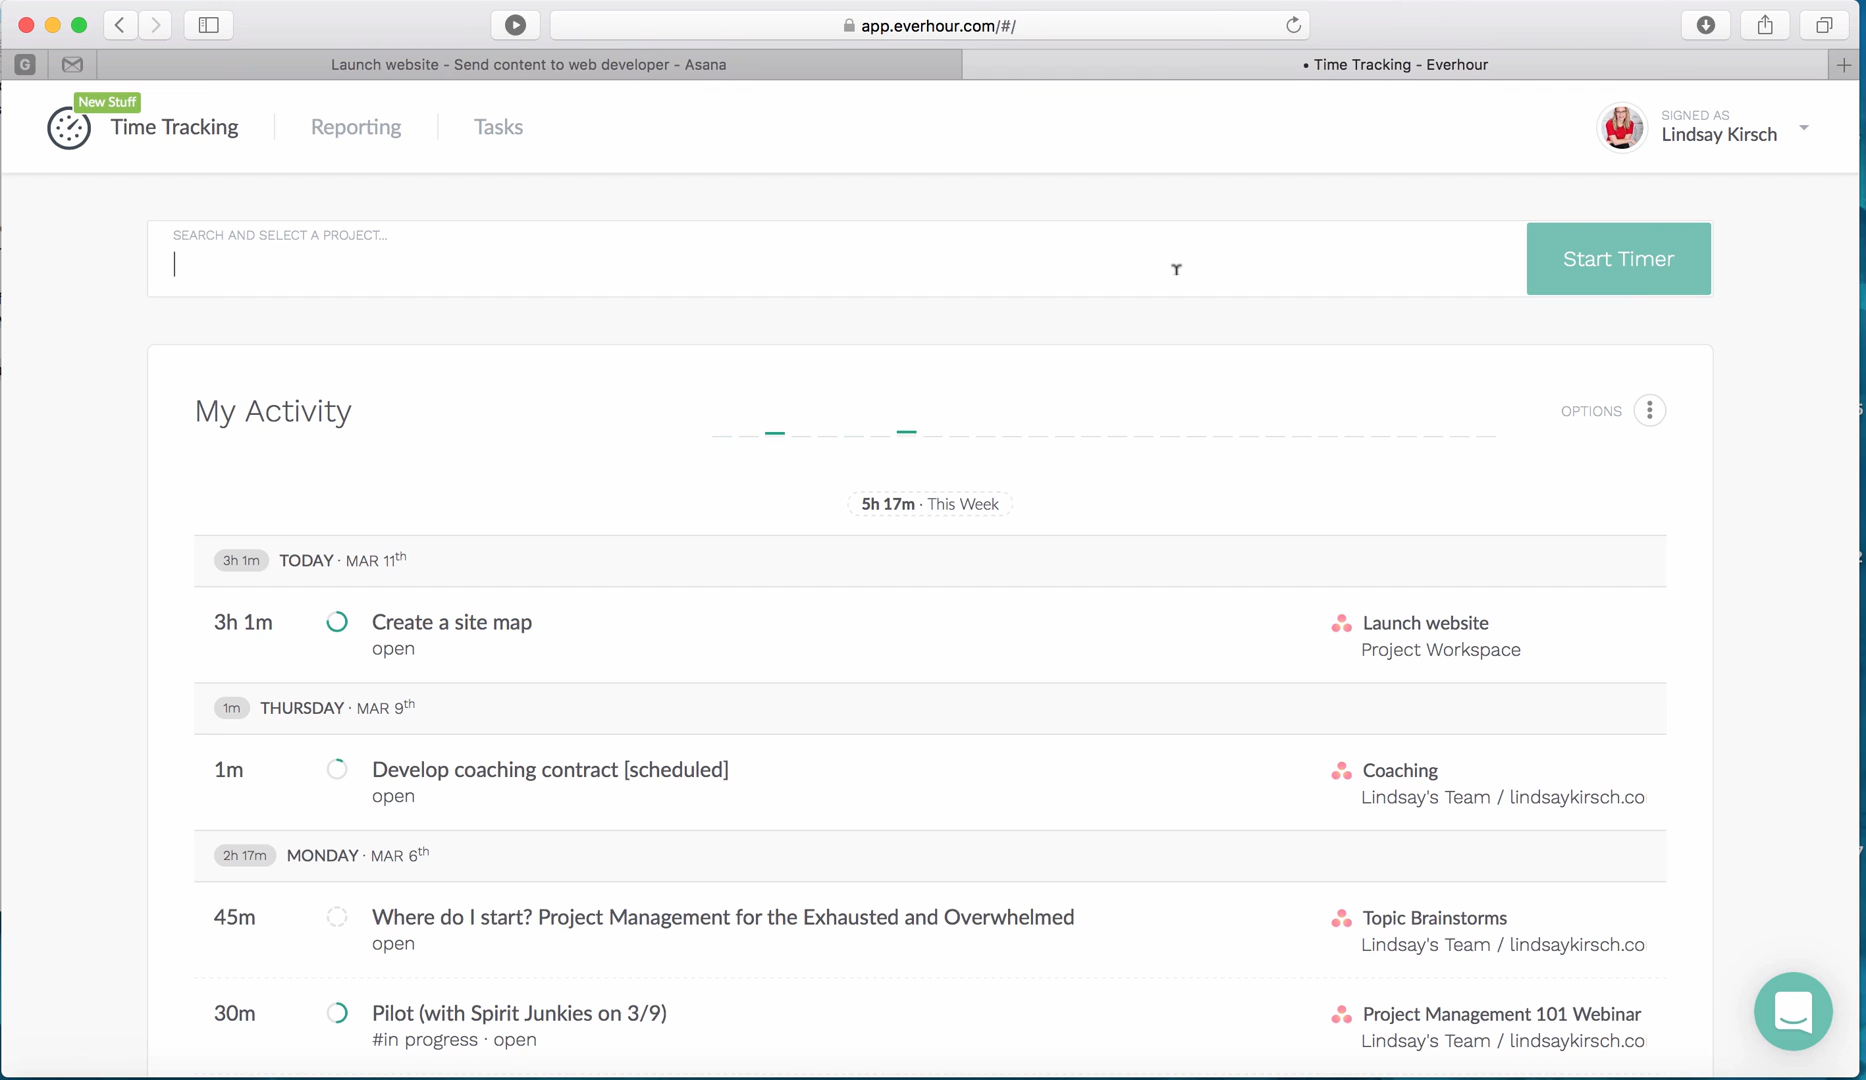 app.everhour.com/#/
G
Launch website - Send content to web developer - Asana
• Time Tracking - Everhour
New Stuff
Time Tracking
Reporting
Tasks
SIGNED AS
Lindsay Kirsch
SEARCH AND SELECT A PROJECT...
Start Timer
My Activity
OPTIONS
5h 17m · This Week
3h 1m TODAY · MAR 11th
3h 1m
Create a site map
open
Launch website
Project Workspace
1m THURSDAY · MAR 9th
1m
Develop coaching contract [scheduled]
open
Coaching
Lindsay's Team / lindsaykirsch.co
2h 17m MONDAY · MAR 6th
45m
Where do I start? Project Management for the Exhausted and Overwhelmed
open
Topic Brainstorms
Lindsay's Team / lindsaykirsch.co
30m
Pilot (with Spirit Junkies on 3/9)
#in progress · open
Project Management 101 Webinar
Lindsay's Team / lindsaykirsch.co